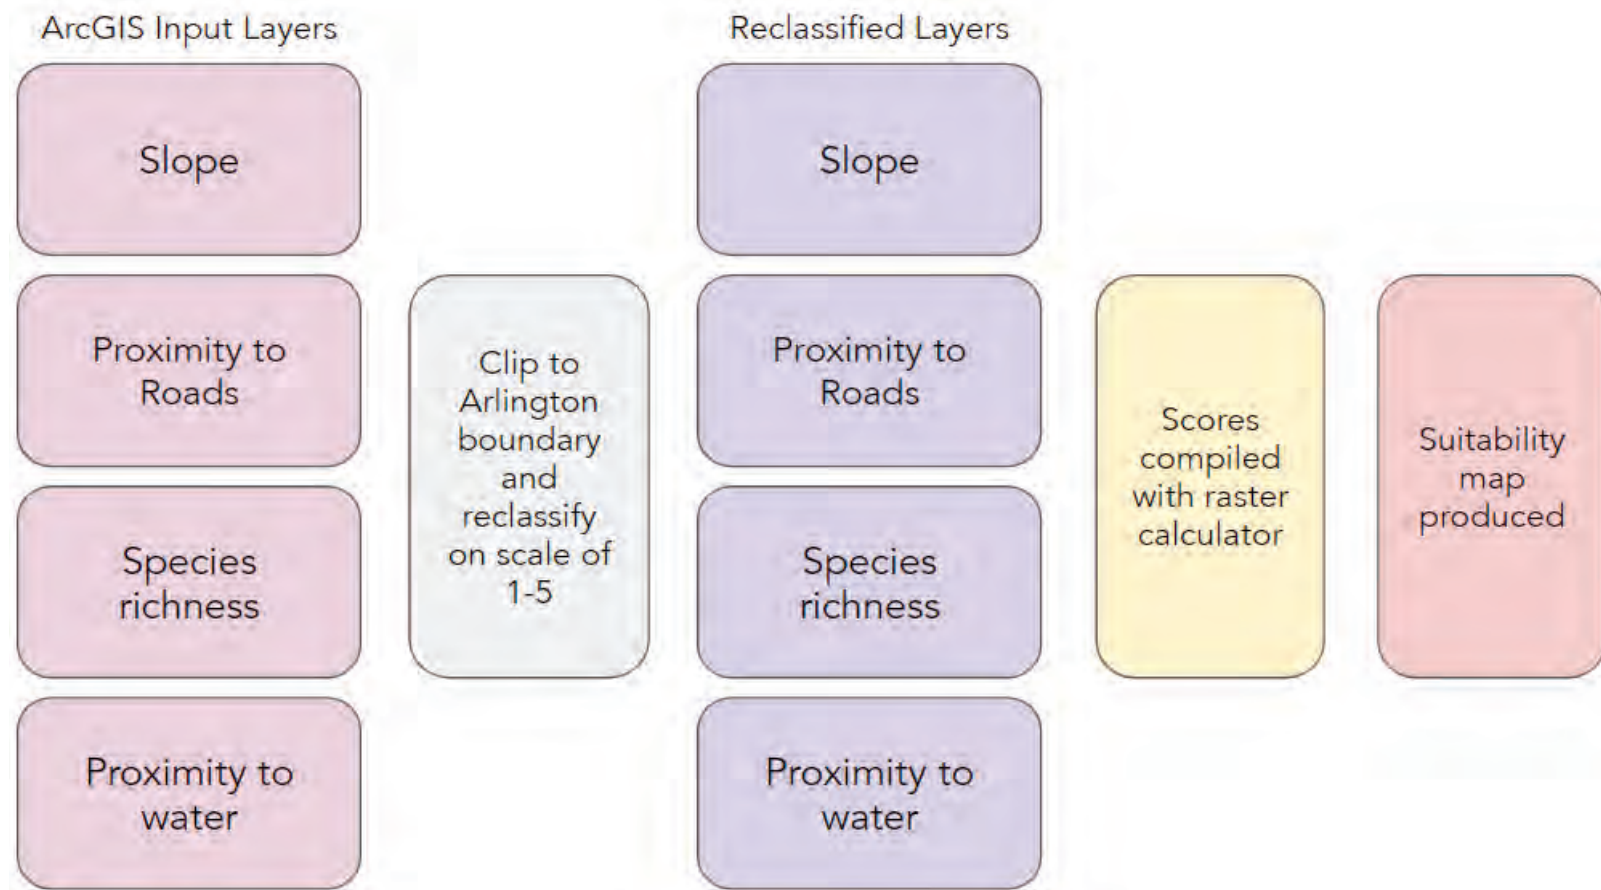 ArcGIS Input Layers
Slope
Proximity to
Roads
Species
richness
Proximity to
water
Clip to
Arlington
boundary
and
reclassify
on scale of
1-5
Reclassified Layers
Slope
Proximity to
Roads
Species
richness
Proximity to
water
Scores
compiled
with raster
calculator
Suitability
map
produced